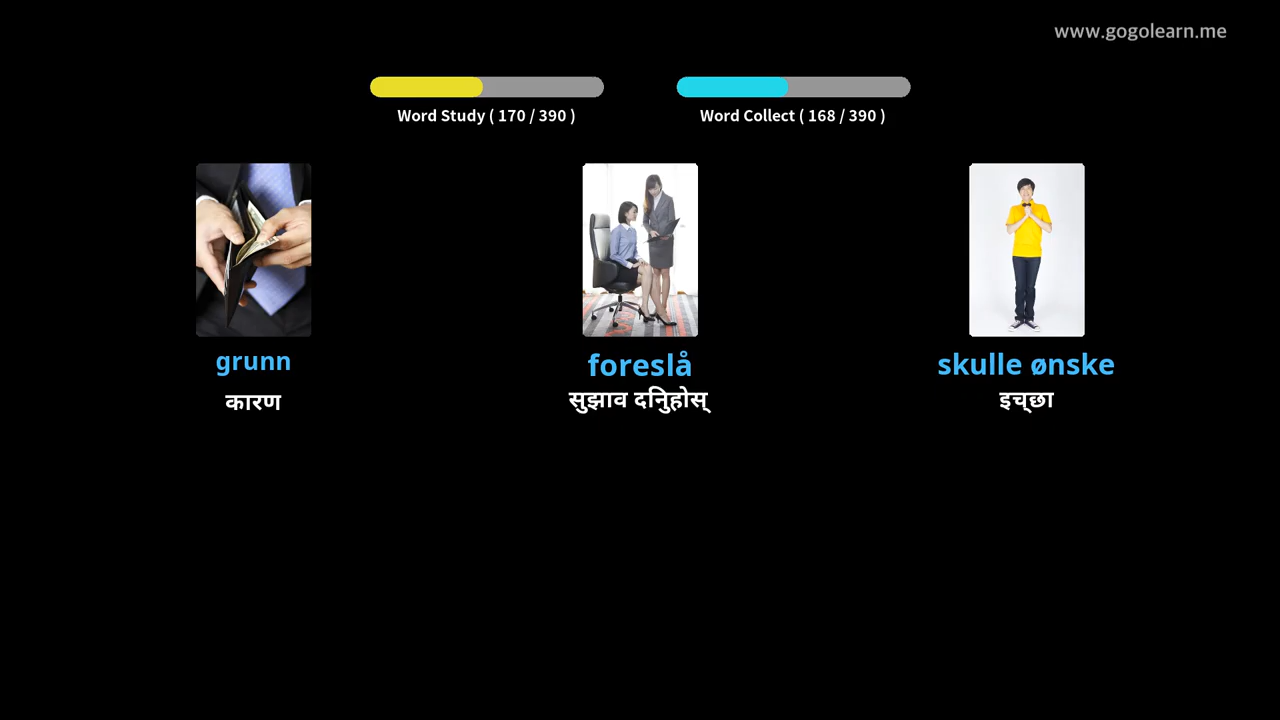 www.gogolearn.me
Word Study ( 170 / 390 )
Word Collect ( 168 / 390 )
grunn
foreslå
skulle ønske
कारण
सुझाव दनिुहोस्
इच्छा